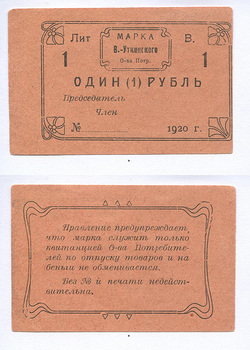 Лит МАРКА В.
1 В.-Уткинского 1
О-ва Потр.
ОДИН (1) РУБЛЬ
Председатель
Член
№ 1920 г.
Правление предупреждает,
что марка служит только
квитанцией О-ва Потребите-
лей по отпуску товаров и на
деньги не обменивается.
Без № и печати недейст-
вительна.